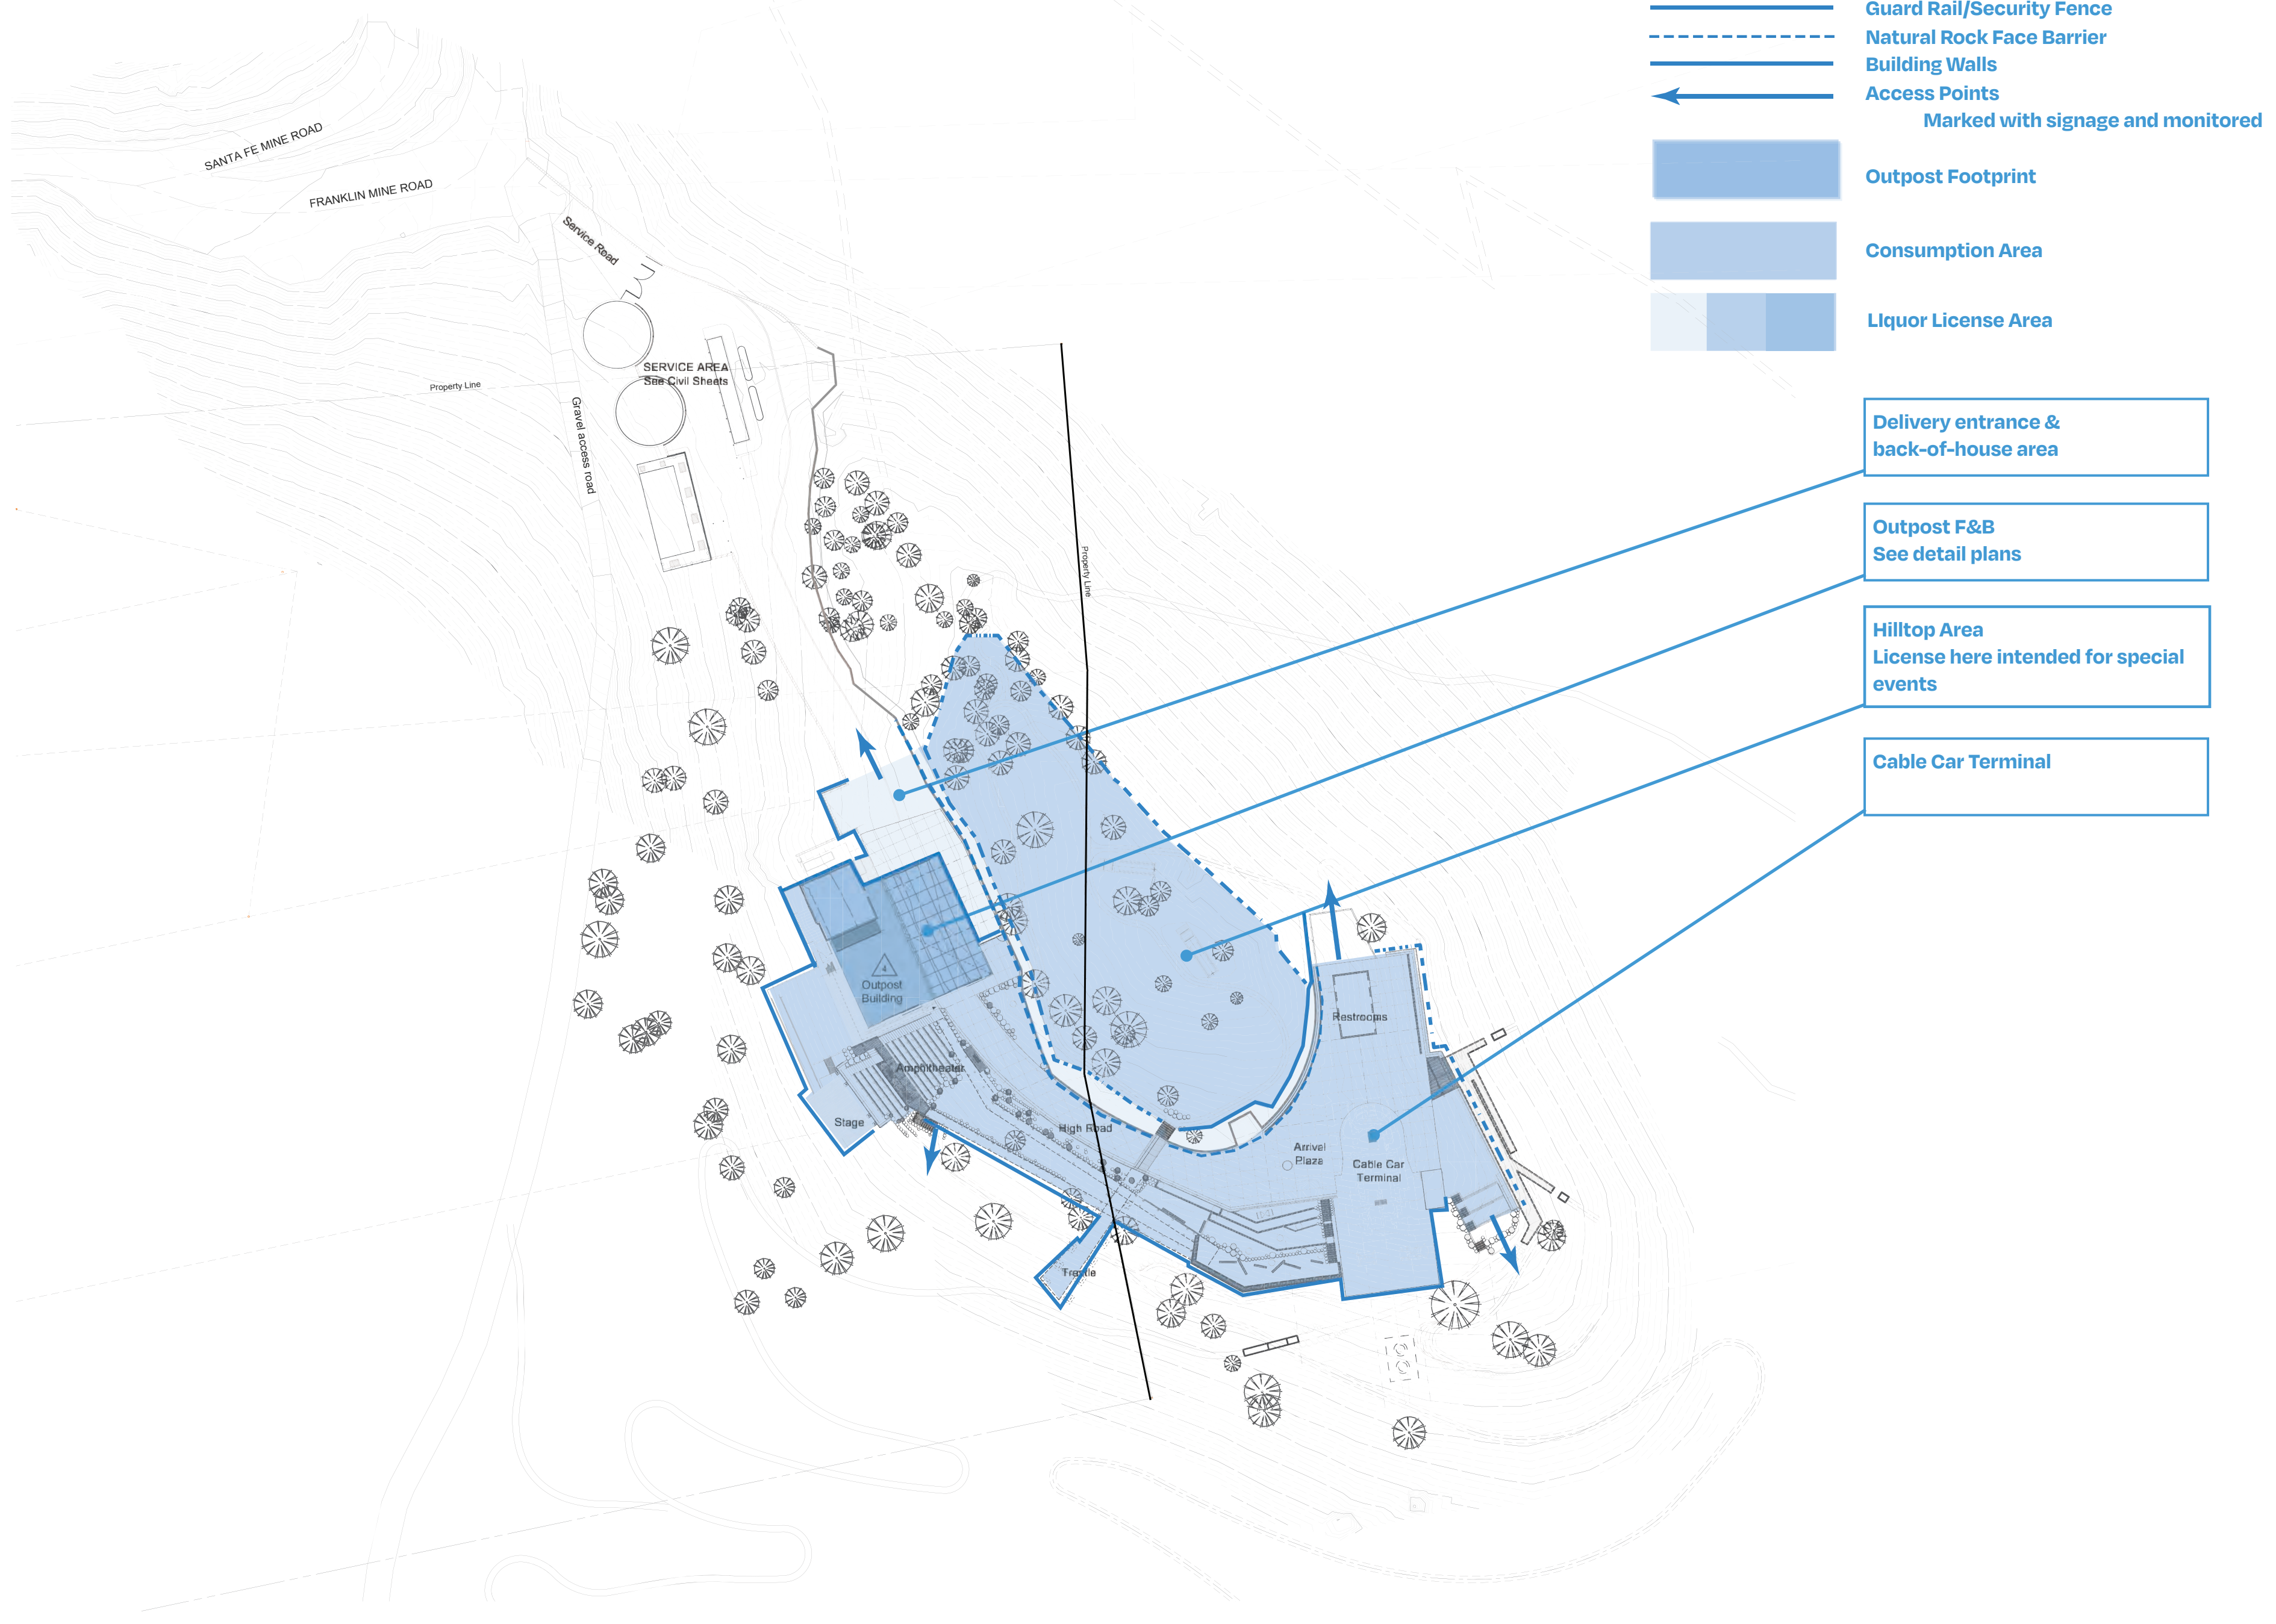 Guard Rail/Security Fence
Natural Rock Face Barrier
Building Walls
Access Points
Marked with signage and monitored
Outpost Footprint
Consumption Area
LIquor License Area
Delivery entrance &
back-of-house area
Outpost F&B
See detail plans
Hilltop Area
License here intended for special
events
Cable Car Terminal
SANTA FE MINE ROAD
FRANKLIN MINE ROAD
Service Road
SERVICE AREA
See Civil Sheets
Property Line
Gravel access road
Property Line
4
Outpost
Building
Restrooms
Amphitheater
Stage
High Road
Arrival
Plaza
Cable Car
Terminal
Trestle